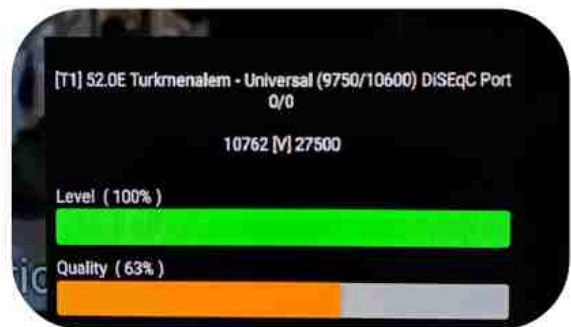 [T1] 52.0E Turkmenalem - Universal (9750/10600) DiSEqC Port
0/0
10762 [V] 27500
Level ( 100% )
Quality ( 63% )